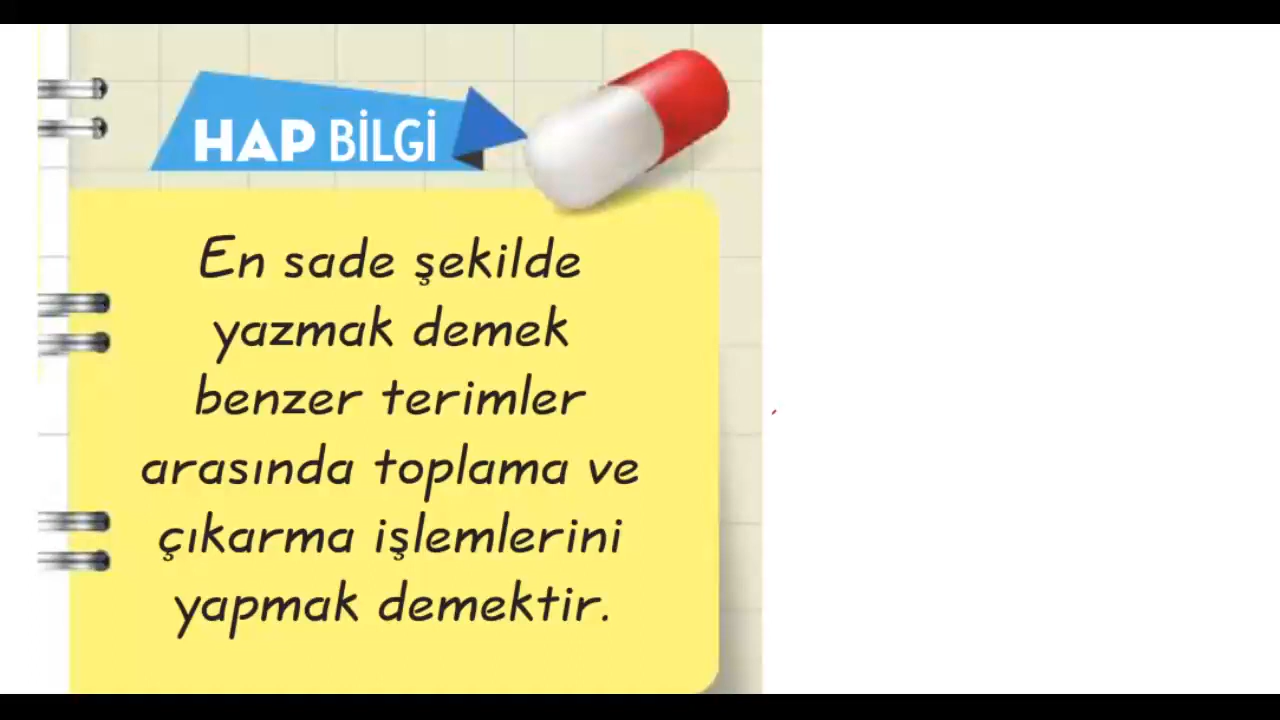 HAP BİLGİ
En sade şekilde
yazmak demek
benzer terimler
arasında toplama ve
çıkarma işlemlerini
yapmak demektir.